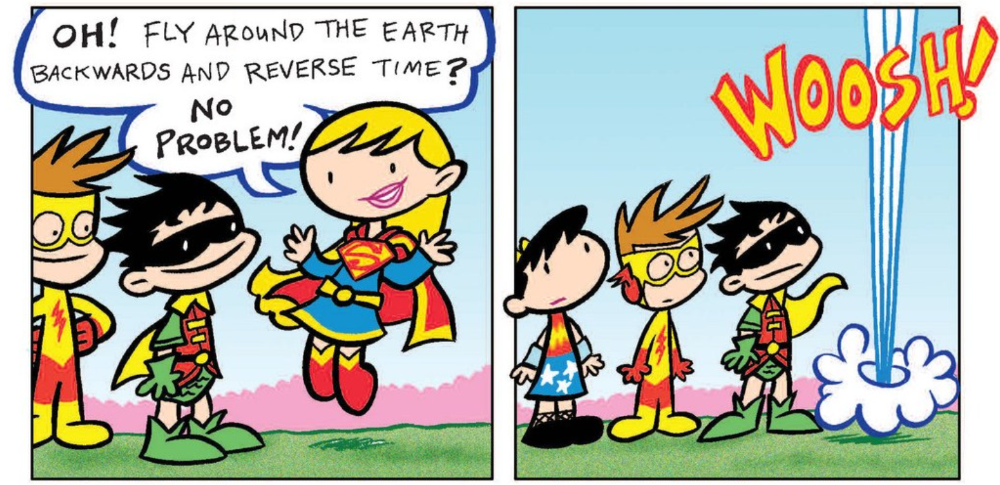 OH! FLY AROUND THE EARTH
BACKWARDS AND REVERSE TIME?
NO
PROBLEM!
S
WOOSH!